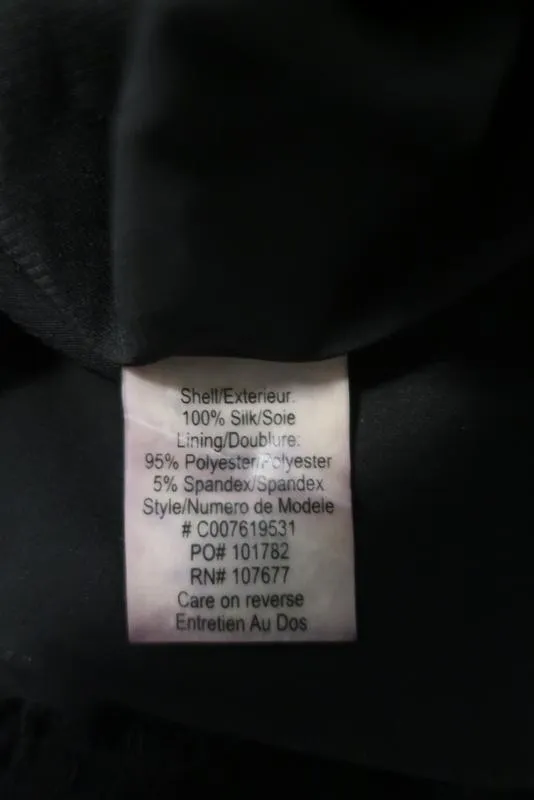 Shell/Exterieur:
100% Silk/Soie
Lining/Doublure:
95% Polyester/Polyester
5% Spandex/Spandex
Style/Numero de Modele
# C007619531
PO# 101782
RN# 107677
Care on reverse
Entretien Au Dos